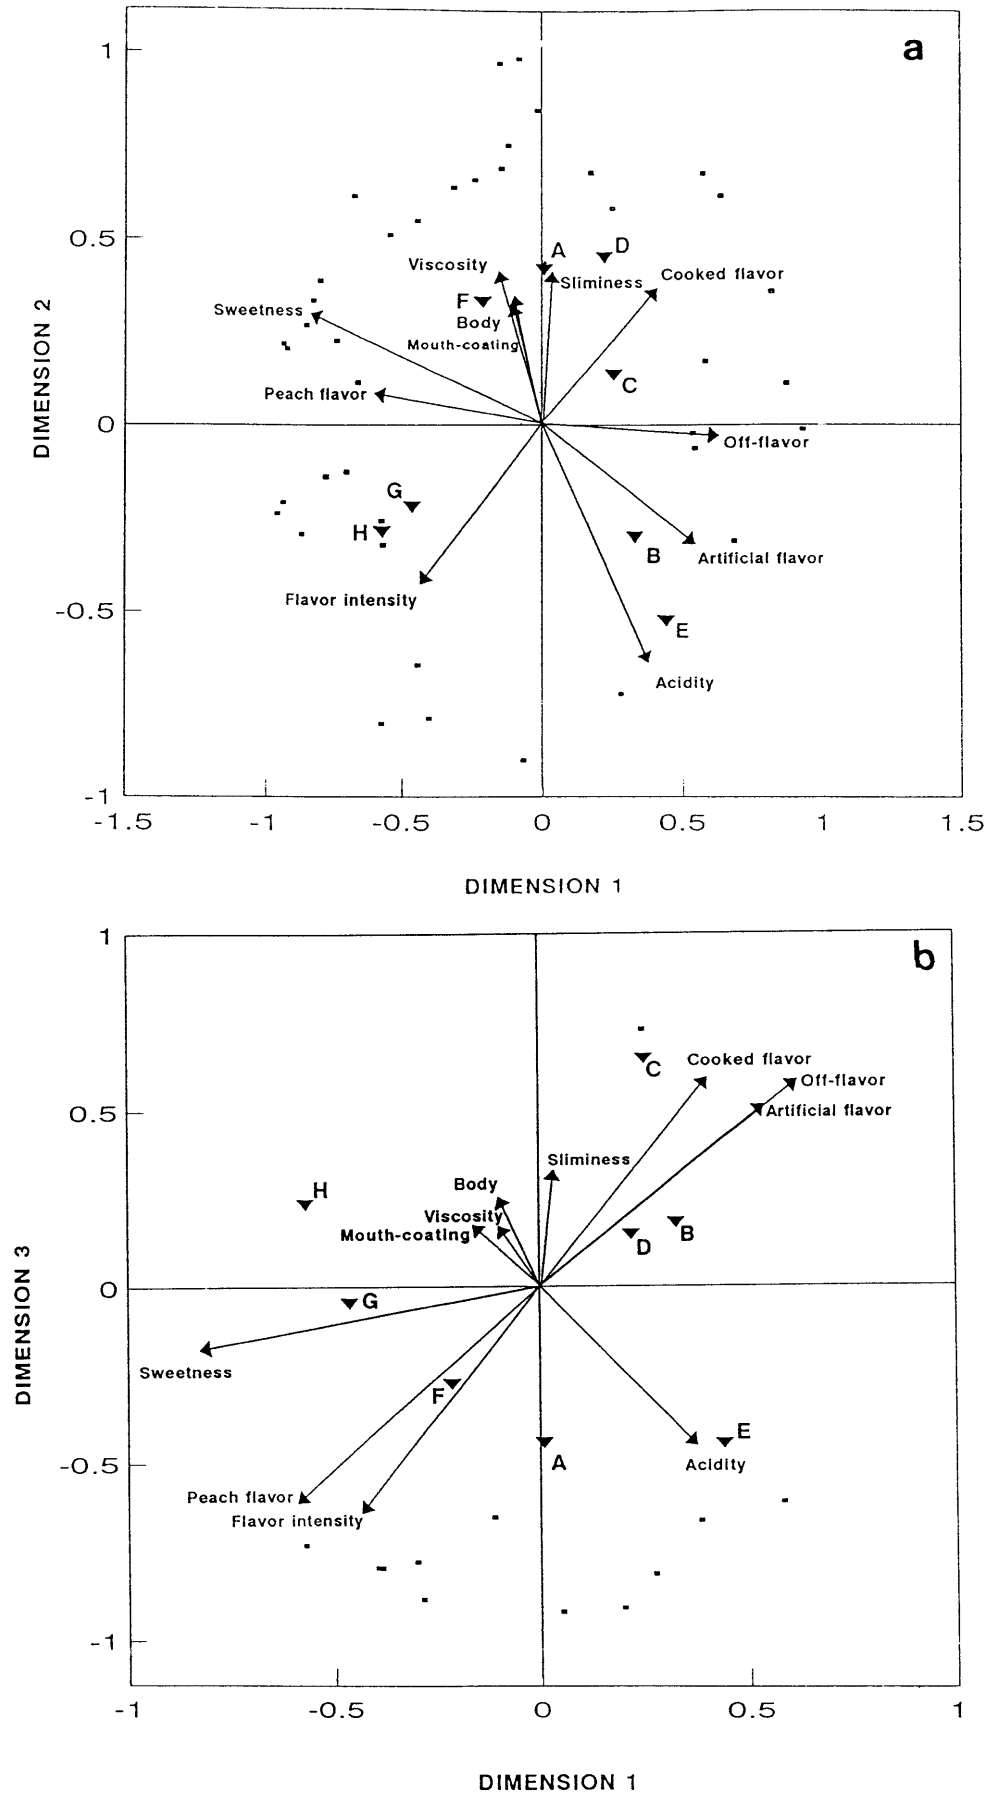 a
1
0.5
0
-0.5
-1
DIMENSION 2
A
D
Viscosity
Sliminess
Cooked flavor
F
Sweetness
Body
Mouth-coating
C
Peach flavor
Off-flavor
G
H
B
Artificial flavor
Flavor intensity
E
Acidity
-1.5 -1 -0.5 0 0.5 1 1.5
DIMENSION 1
b
1
0.5
0
-0.5
-1
DIMENSION 3
C
Cooked flavor
Off-flavor
Artificial flavor
Sliminess
Body
H
Viscosity
Mouth-coating
B
D
G
Sweetness
F
E
A
Acidity
Peach flavor
Flavor intensity
-1 -0.5 0 0.5 1
DIMENSION 1